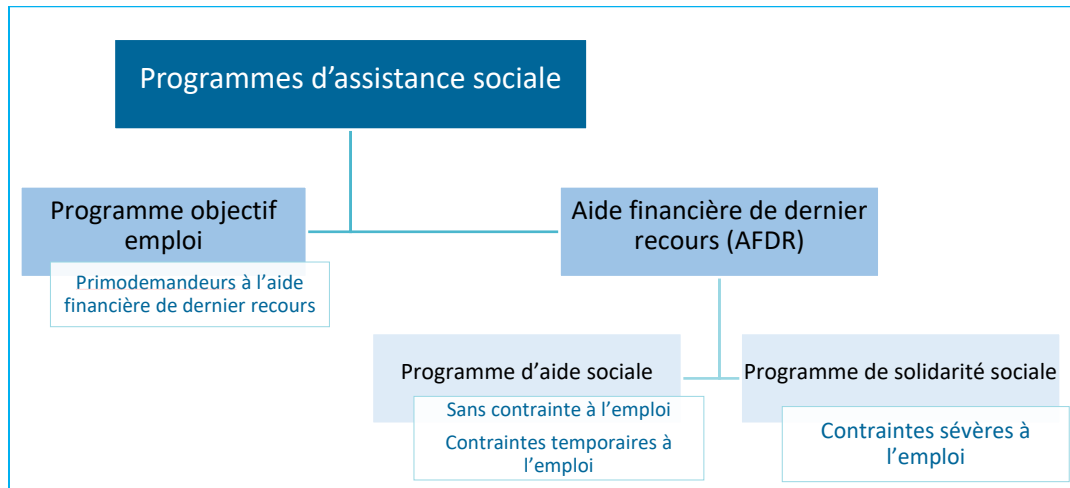 Programmes d’assistance sociale
Programme objectif
emploi
Primodemandeurs à l’aide
financière de dernier recours
Aide financière de dernier
recours (AFDR)
Programme d’aide sociale
Sans contrainte à l’emploi
Contraintes temporaires à
l’emploi
Programme de solidarité sociale
Contraintes sévères à
l’emploi